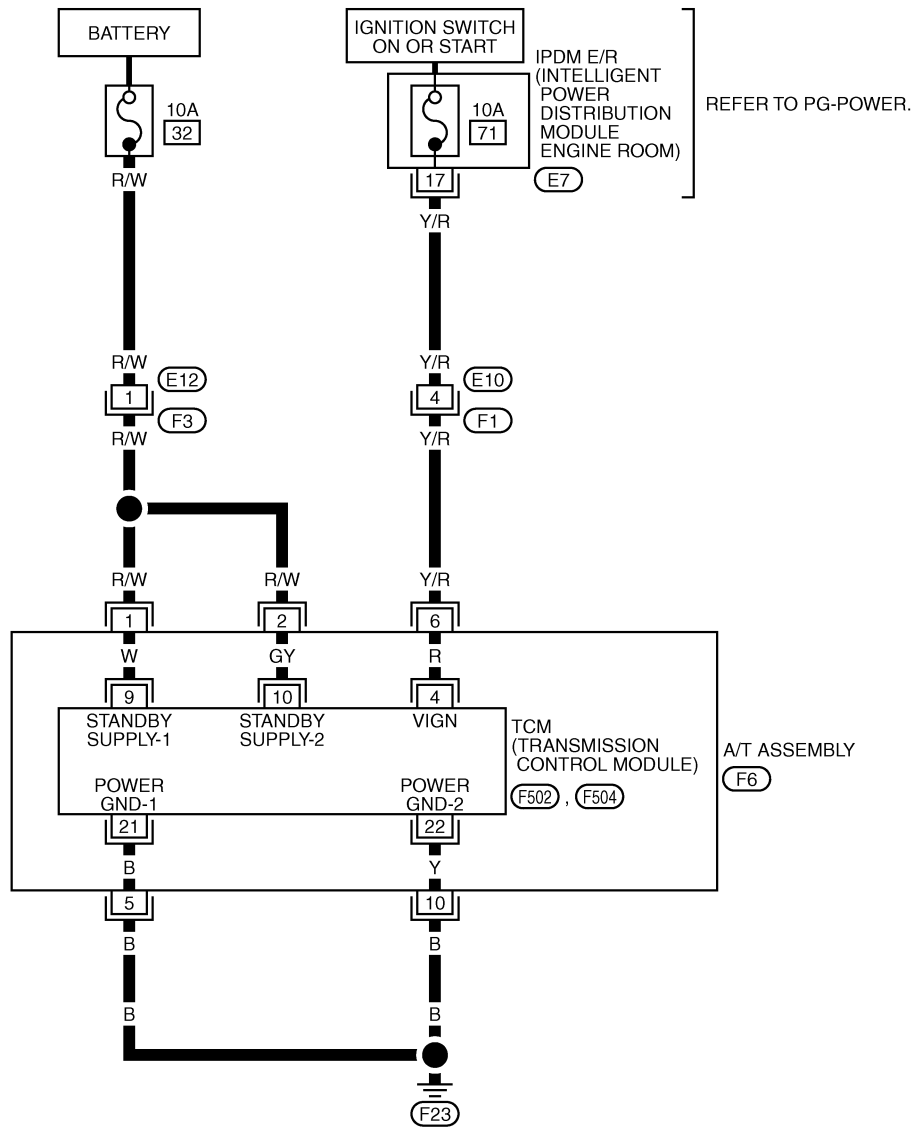 BATTERY
IGNITION SWITCH
ON OR START
IPDM E/R
(INTELLIGENT
POWER
DISTRIBUTION
MODULE
ENGINE ROOM)
REFER TO PG-POWER.
10A
32
10A
71
R/W
17
E7
Y/R
R/W
Y/R
E12
E10
1
4
F3
F1
R/W
Y/R
R/W
R/W
Y/R
1
2
6
W
GY
R
9
10
4
STANDBY
SUPPLY-1
STANDBY
SUPPLY-2
VIGN
TCM
(TRANSMISSION
CONTROL MODULE)
F502 , F504
A/T ASSEMBLY
F6
POWER
GND-1
POWER
GND-2
21
22
B
Y
5
10
B
B
B
B
F23